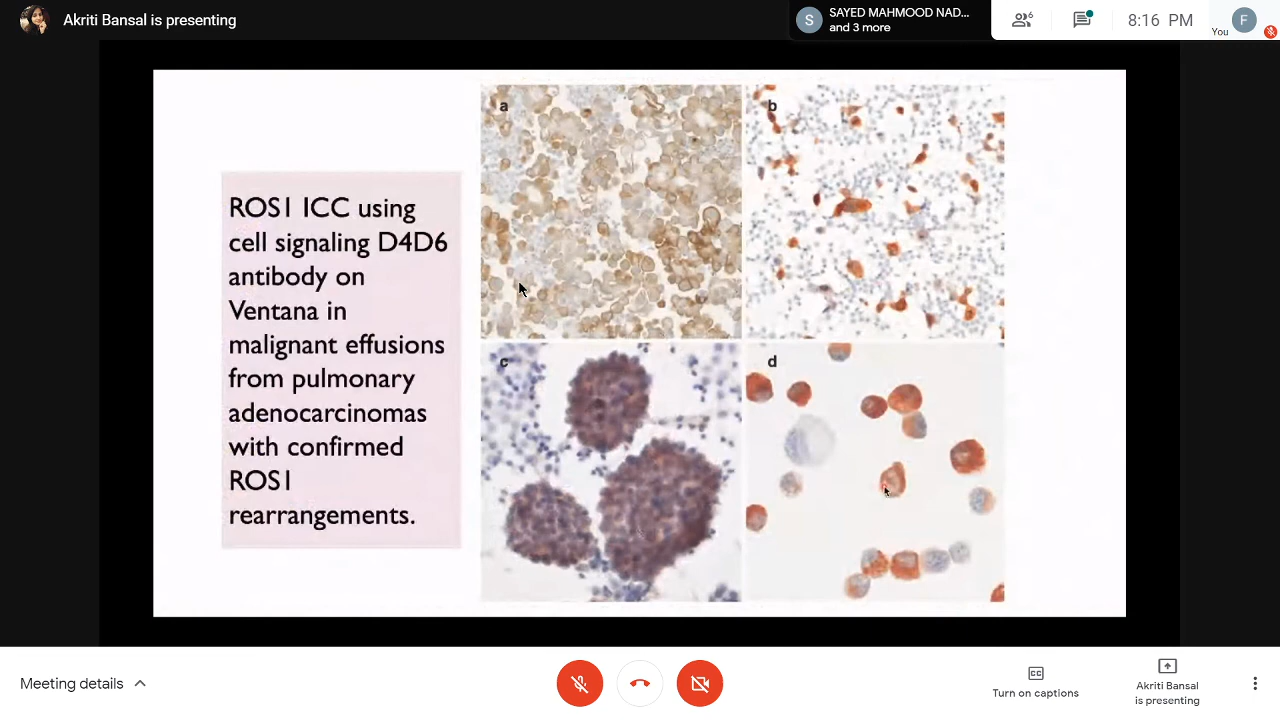 Akriti Bansal is presenting
S
SAYED MAHMOOD NAD...
and 3 more
6
8:16 PM
You
F
ROS1 ICC using
cell signaling D4D6
antibody on
Ventana in
malignant effusions
from pulmonary
adenocarcinomas
with confirmed
ROS1
rearrangements.
a
b
c
d
Meeting details
CC
Turn on captions
Akriti Bansal
is presenting